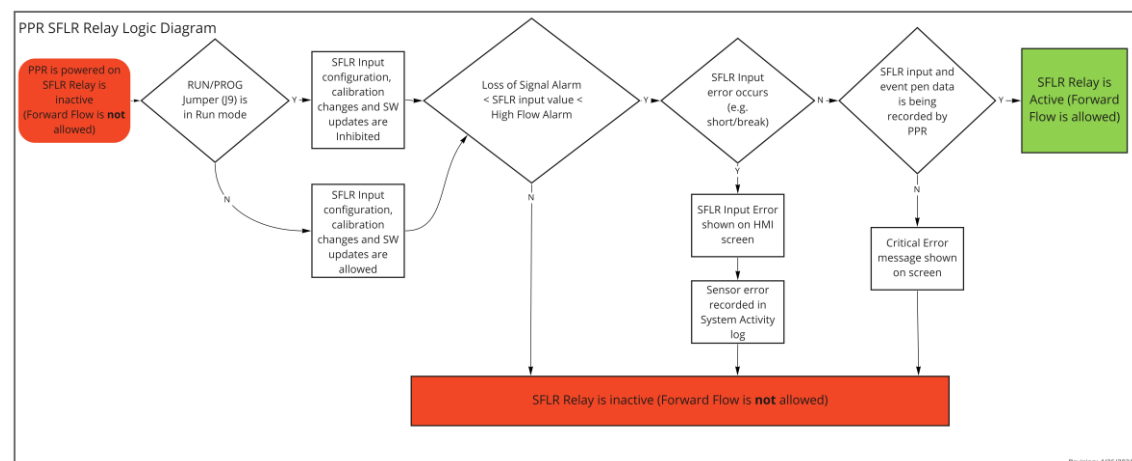 PPR SFLR Relay Logic Diagram
PPR is powered on
SFLR Relay is
inactive
(Forward Flow is not
allowed)
RUN/PROG
Jumper (J9) is
in Run mode
Y
N
SFLR Input
configuration,
calibration
changes and SW
updates are
Inhibited
SFLR Input
configuration,
calibration
changes and SW
updates are
allowed
Loss of Signal Alarm
< SFLR input value <
High Flow Alarm
Y
N
SFLR Input
error occurs
(e.g.
short/break)
N
Y
SFLR Input Error
shown on HMI
screen
Sensor error
recorded in
System Activity
log
SFLR input and
event pen data
is being
recorded by
PPR
Y
N
Critical Error
message shown
on screen
SFLR Relay is
Active (Forward
Flow is allowed)
SFLR Relay is inactive (Forward Flow is not allowed)